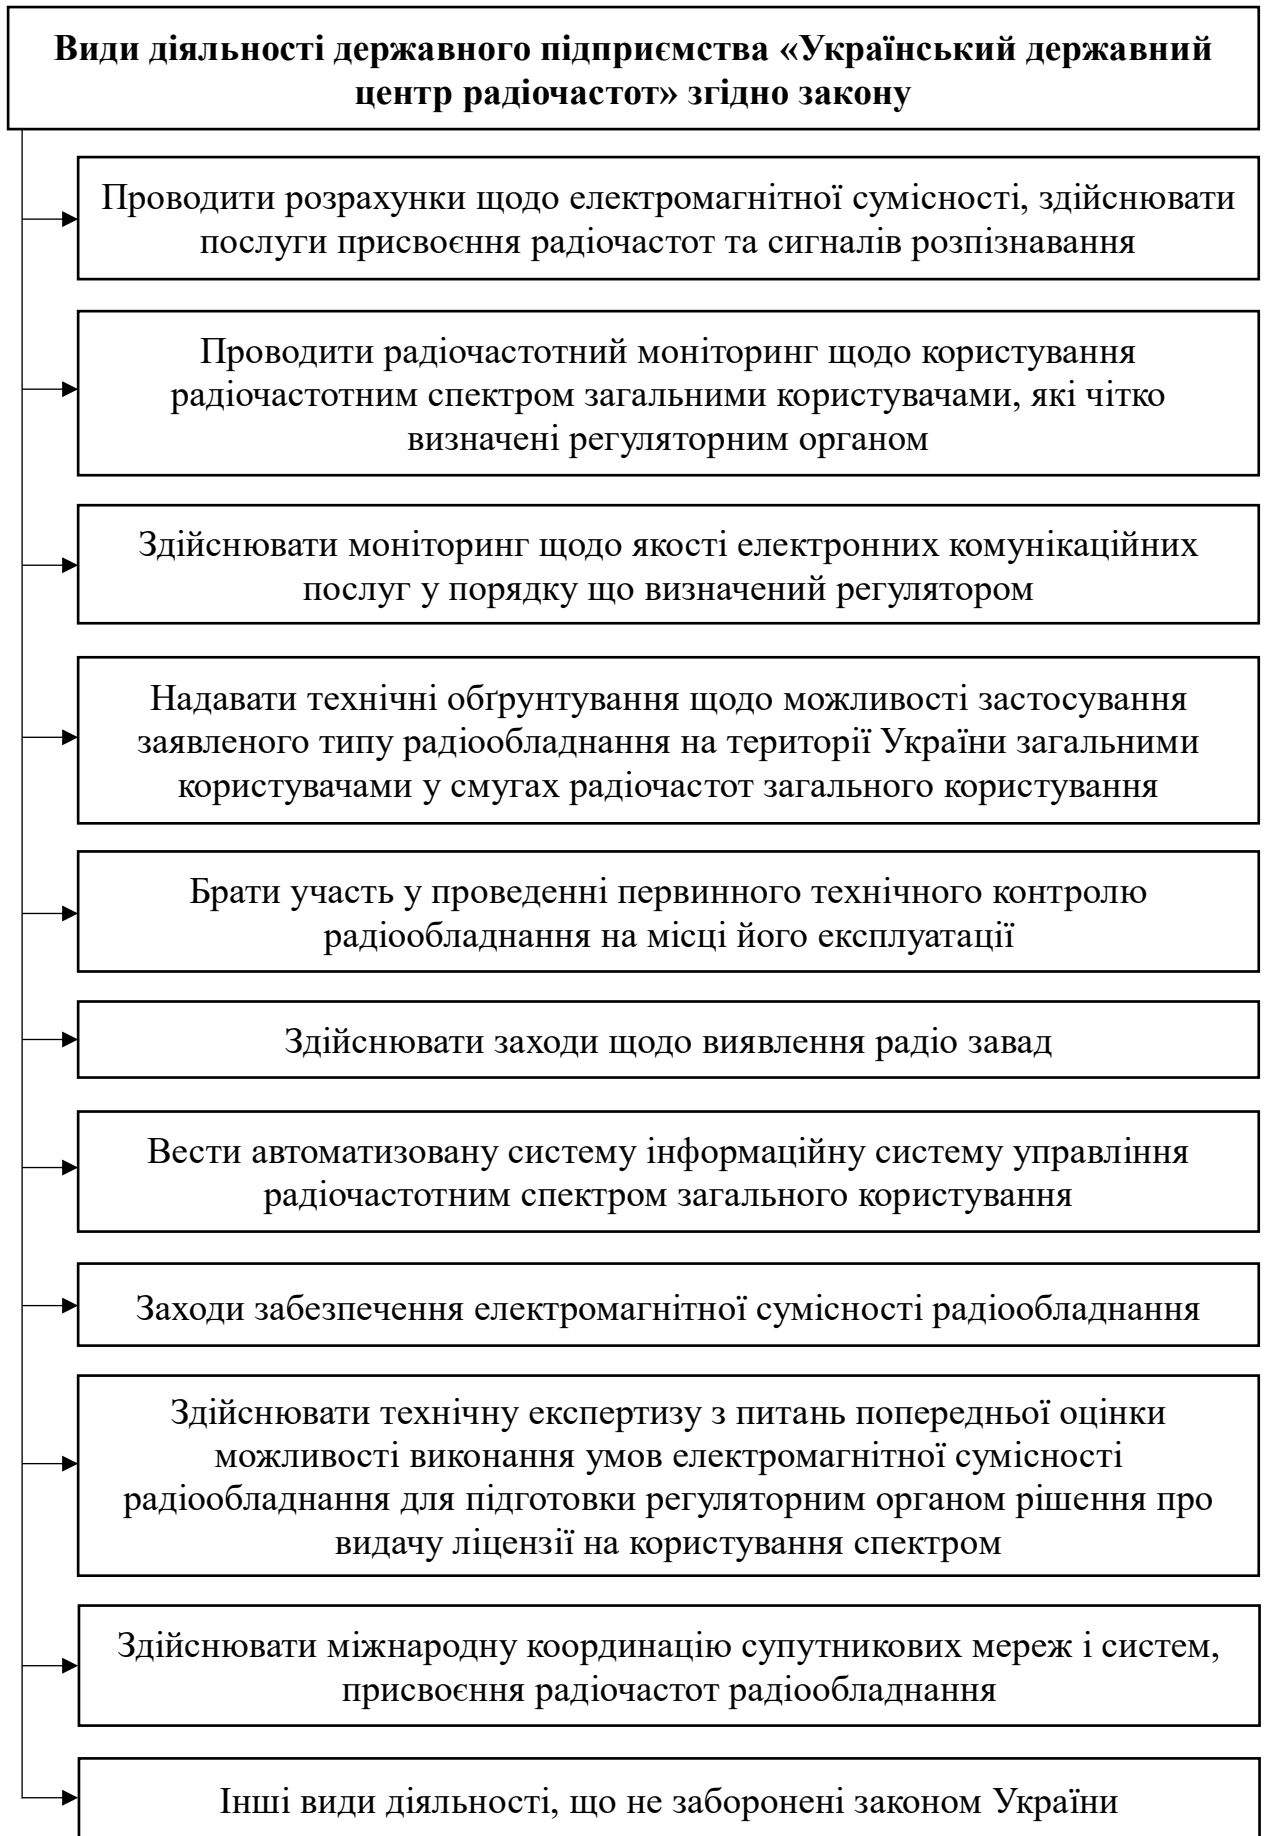 Види діяльності державного підприємства «Український державний
центр радіочастот» згідно закону
Проводити розрахунки щодо електромагнітної сумісності, здійснювати
послуги присвоєння радіочастот та сигналів розпізнавання
Проводити радіочастотний моніторинг щодо користування
радіочастотним спектром загальними користувачами, які чітко
визначені регуляторним органом
Здійснювати моніторинг щодо якості електронних комунікаційних
послуг у порядку що визначений регулятором
Надавати технічні обґрунтування щодо можливості застосування
заявленого типу радіообладнання на території України загальними
користувачами у смугах радіочастот загального користування
Брати участь у проведенні первинного технічного контролю
радіообладнання на місці його експлуатації
Здійснювати заходи щодо виявлення радіо завад
Вести автоматизовану систему інформаційну систему управління
радіочастотним спектром загального користування
Заходи забезпечення електромагнітної сумісності радіообладнання
Здійснювати технічну експертизу з питань попередньої оцінки
можливості виконання умов електромагнітної сумісності
радіообладнання для підготовки регуляторним органом рішення про
видачу ліцензії на користування спектром
Здійснювати міжнародну координацію супутникових мереж і систем,
присвоєння радіочастот радіообладнання
Інші види діяльності, що не заборонені законом України